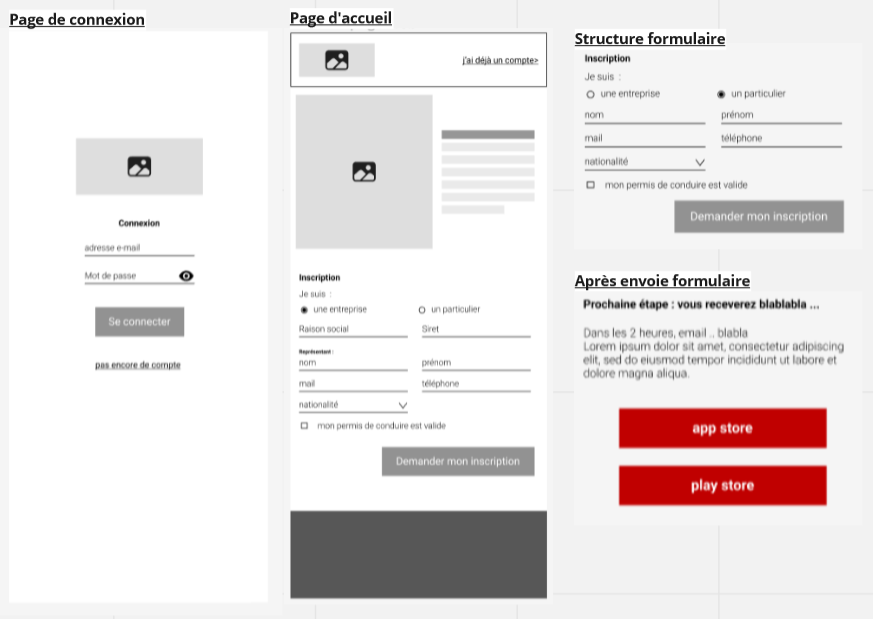 Page de connexion
Connexion
adresse e-mail
Mot de passe
Se connecter
pas encore de compte
Page d'accueil
j'ai déjà un compte>
Inscription
Je suis :
une entreprise
un particulier
Raison social
Siret
Représentant :
nom
prénom
mail
téléphone
nationalité
mon permis de conduire est valide
Demander mon inscription
Structure formulaire
Inscription
Je suis :
une entreprise
un particulier
nom
prénom
mail
téléphone
nationalité
mon permis de conduire est valide
Demander mon inscription
Après envoie formulaire
Prochaine étape : vous receverez blablabla ...
Dans les 2 heures, email .. blabla
Lorem ipsum dolor sit amet, consectetur adipiscing
elit, sed do eiusmod tempor incididunt ut labore et
dolore magna aliqua.
app store
play store